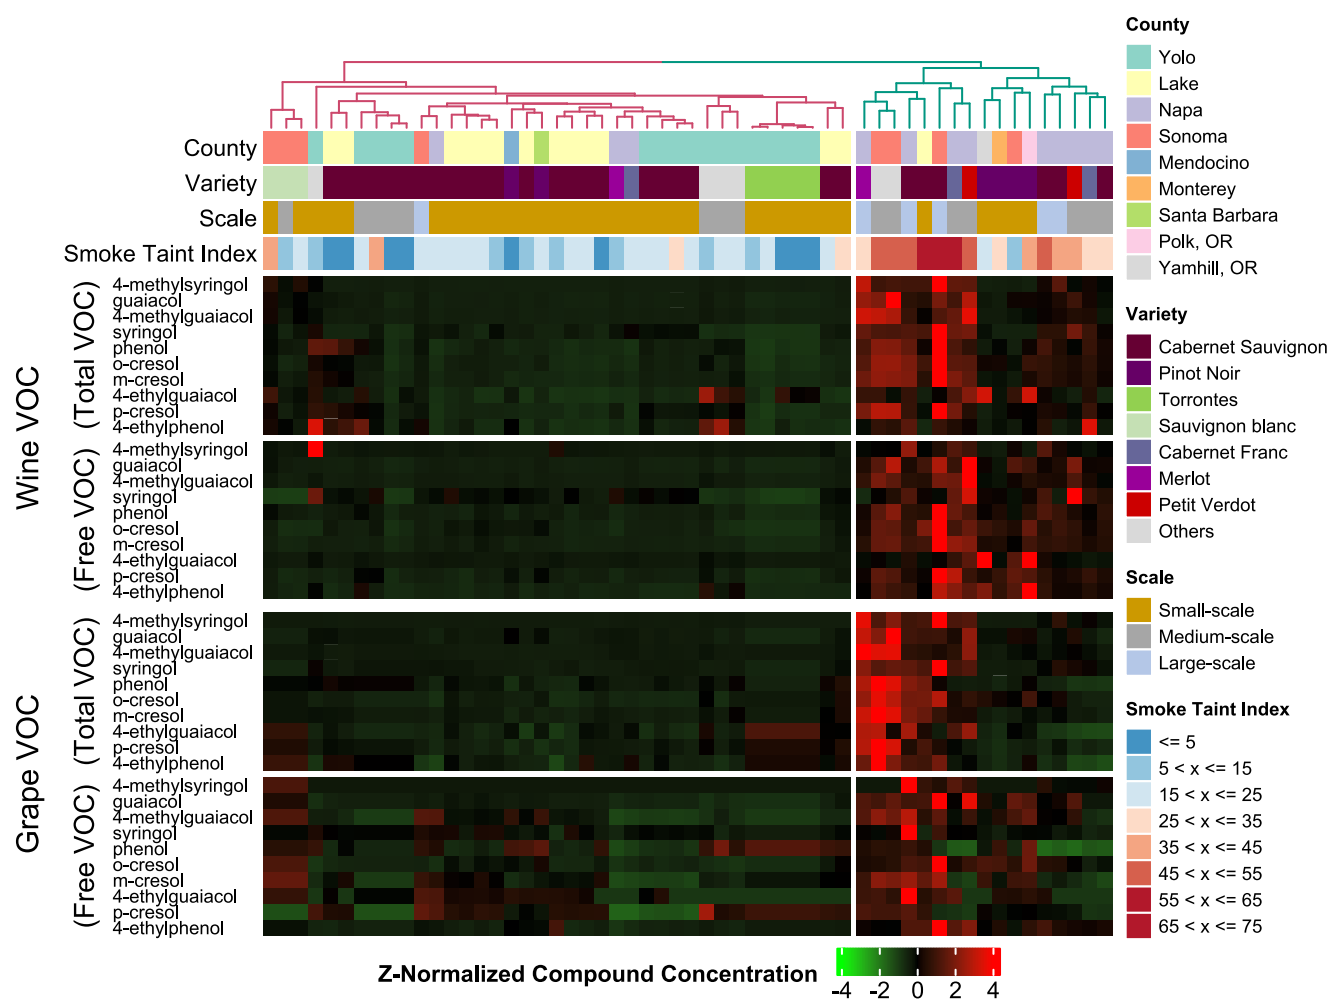 County
Variety
Scale
Smoke Taint Index
Wine VOC
(Total VOC)
4-methylsyringol
guaiacol
4-methylguaiacol
syringol
phenol
o-cresol
m-cresol
4-ethylguaiacol
p-cresol
4-ethylphenol
(Free VOC)
4-methylsyringol
guaiacol
4-methylguaiacol
syringol
phenol
o-cresol
m-cresol
4-ethylguaiacol
p-cresol
4-ethylphenol
Grape VOC
(Total VOC)
4-methylsyringol
guaiacol
4-methylguaiacol
syringol
phenol
o-cresol
m-cresol
4-ethylguaiacol
p-cresol
4-ethylphenol
(Free VOC)
4-methylsyringol
guaiacol
4-methylguaiacol
syringol
phenol
o-cresol
m-cresol
4-ethylguaiacol
p-cresol
4-ethylphenol
Z-Normalized Compound Concentration
-4 -2 0 2 4
County
Yolo
Lake
Napa
Sonoma
Mendocino
Monterey
Santa Barbara
Polk, OR
Yamhill, OR
Variety
Cabernet Sauvignon
Pinot Noir
Torrontes
Sauvignon blanc
Cabernet Franc
Merlot
Petit Verdot
Others
Scale
Small-scale
Medium-scale
Large-scale
Smoke Taint Index
<= 5
5 < x <= 15
15 < x <= 25
25 < x <= 35
35 < x <= 45
45 < x <= 55
55 < x <= 65
65 < x <= 75